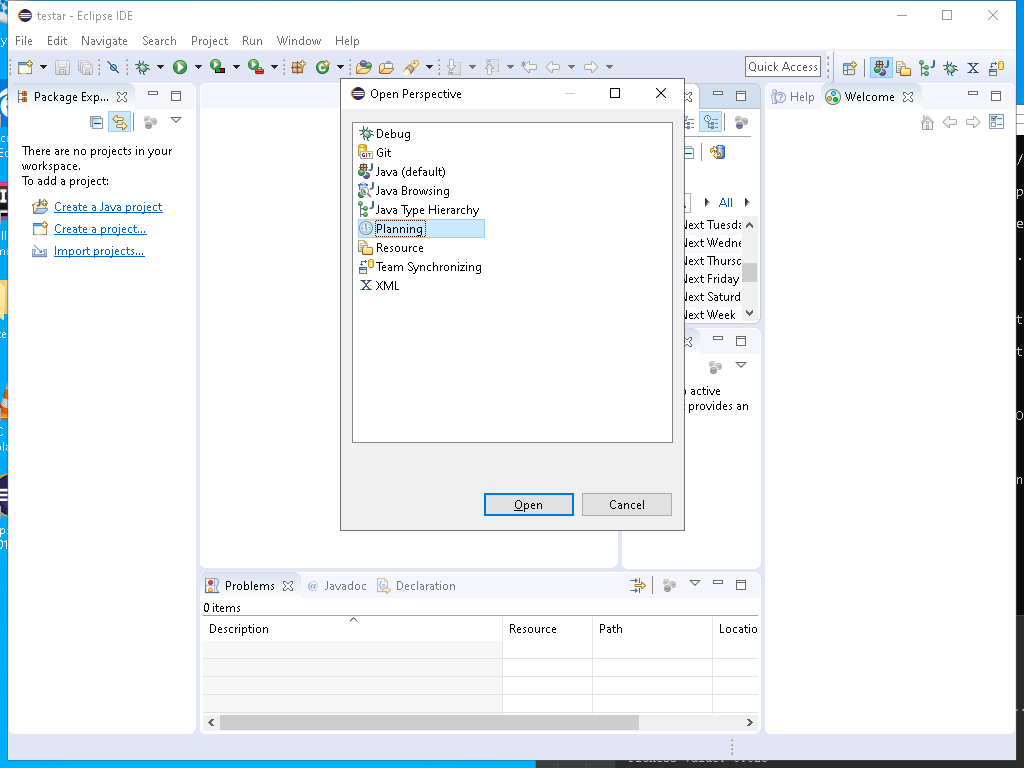 testar - Eclipse IDE
File Edit Navigate Search Project Run Window Help
Quick Access
Package Exp...
There are no projects in your
workspace.
To add a project:
Create a Java project
Create a project...
Import projects...
Open Perspective
Debug
Git
Java (default)
Java Browsing
Java Type Hierarchy
Planning
Resource
Team Synchronizing
XML
Open Cancel
All
Next Tuesda
Next Wedne
Next Thursd
Next Friday
Next Saturd
Next Week
active
provides an
Help Welcome
Problems @ Javadoc Declaration
0 items
Description Resource Path Locatio